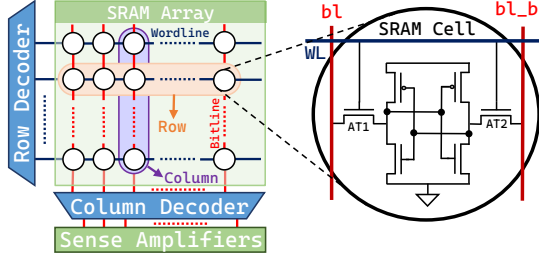 SRAM Array
Wordline
Row Decoder
Row
Bitline
Column
Column Decoder
Sense Amplifiers
bl
bl_b
SRAM Cell
WL
AT1
AT2